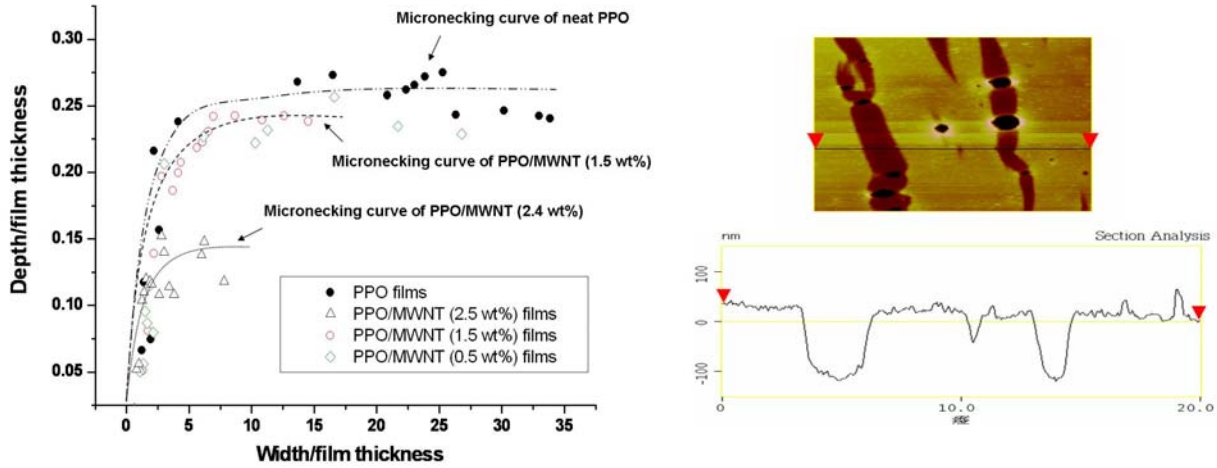 Micronecking curve of neat PPO
0.30
0.25
0.20
0.15
0.10
0.05
Depth/film thickness
Micronecking curve of PPO/MWNT (1.5 wt%)
Micronecking curve of PPO/MWNT (2.4 wt%)
PPO films
PPO/MWNT (2.5 wt%) films
PPO/MWNT (1.5 wt%) films
PPO/MWNT (0.5 wt%) films
0 5 10 15 20 25 30 35
Width/film thickness
nm
Section Analysis
100
0
-100
0 10.0 20.0